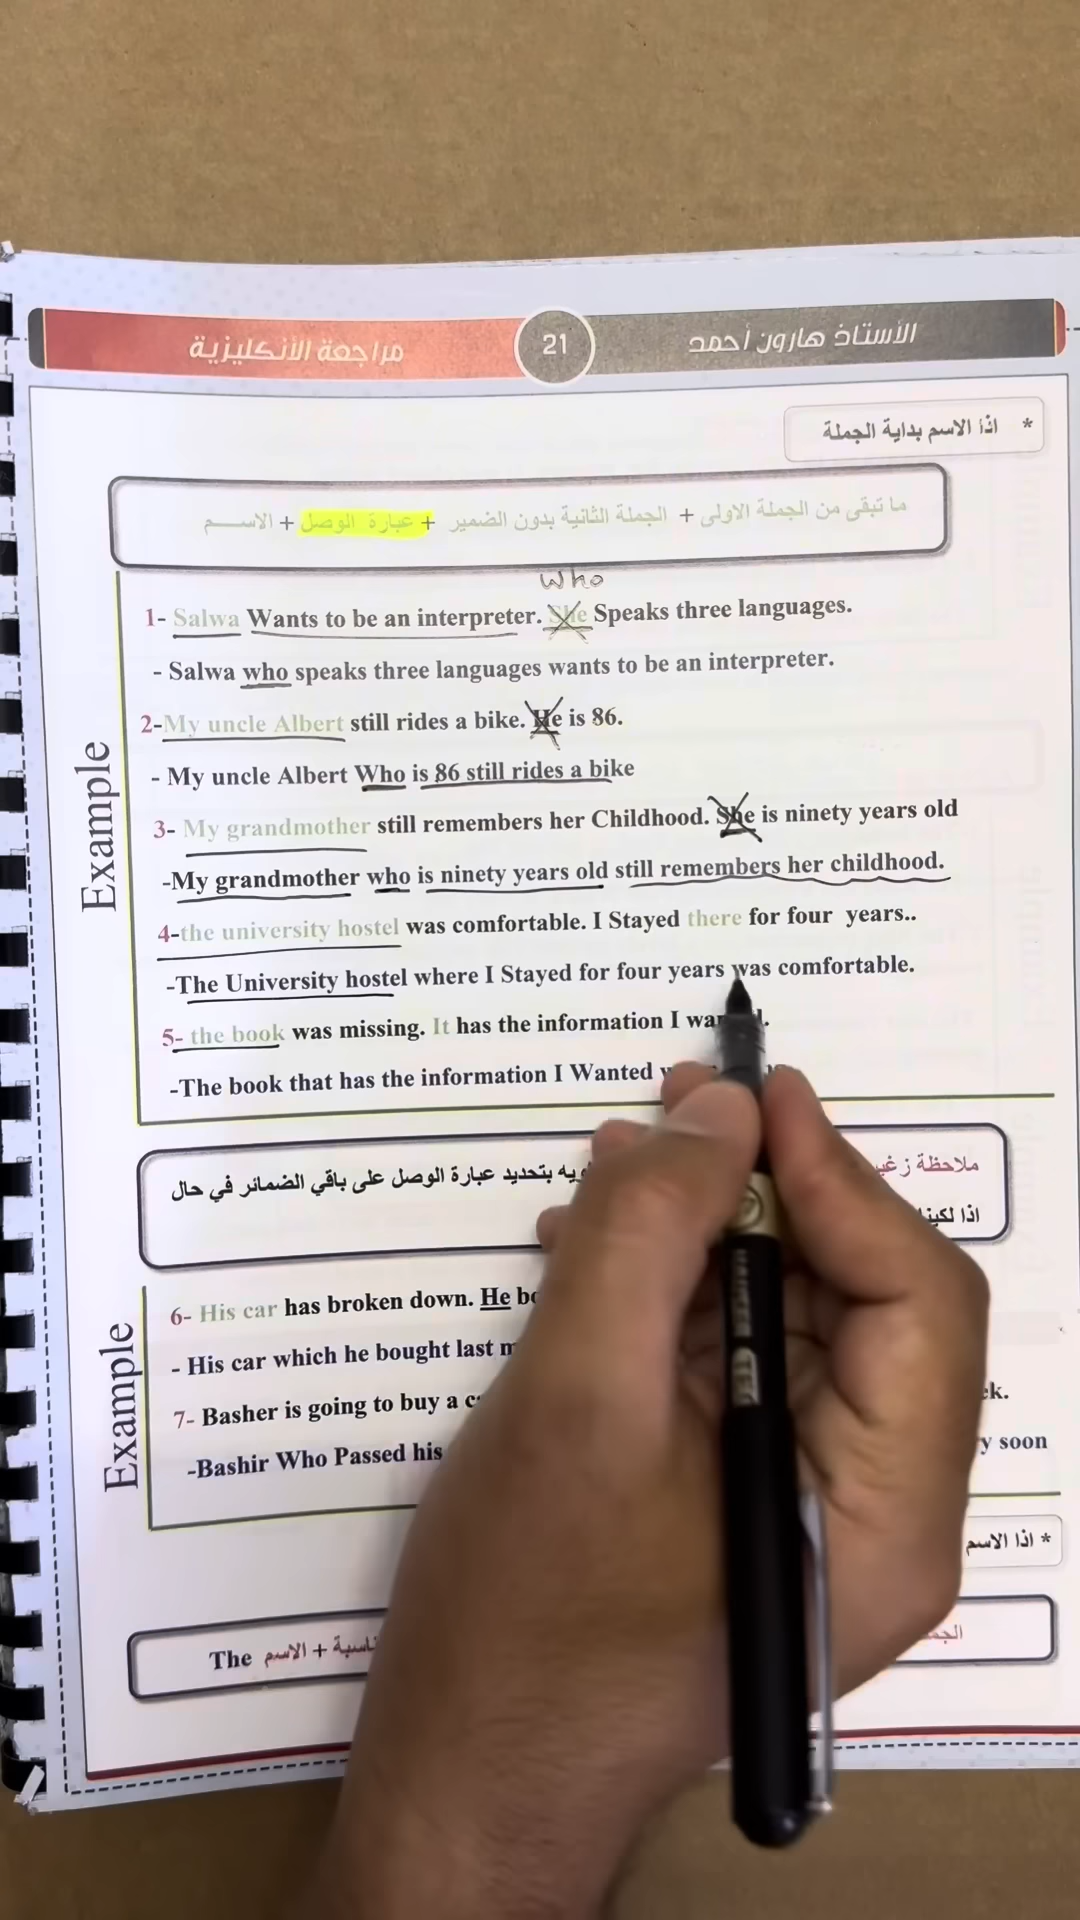 مراجعة الأنكليزية 21 الأستاذ هارون أحمد
* اذا الاسم بداية الجملة
الاســـم + عبارة الوصل + الجملة الثانية بدون الضمير + ما تبقى من الجملة الاولى
Who
1- Salwa Wants to be an interpreter. She Speaks three languages.
- Salwa who speaks three languages wants to be an interpreter.
2-My uncle Albert still rides a bike. He is 86.
- My uncle Albert Who is 86 still rides a bike
3- My grandmother still remembers her Childhood. She is ninety years old
-My grandmother who is ninety years old still remembers her childhood.
4-the university hostel was comfortable. I Stayed there for four years..
-The University hostel where I Stayed for four years was comfortable.
5- the book was missing. It has the information I
-The book that has the information I Wanted
Example
ملاحظة بتحديد عبارة الوصل على باقي الضمائر في حال
اذا
6- His car has broken down. He
- His car which he bought last
7- Basher is going to buy a
-Bashir Who Passed his soon
Example
* اذا الاسم
The الاسم +